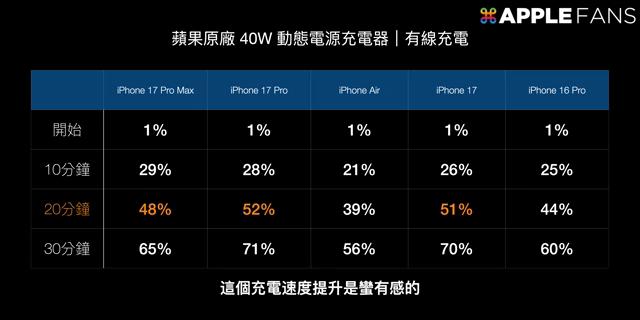 ⌘APPLEFANS
蘋果原廠 40W 動態電源充電器｜有線充電
iPhone 17 Pro Max iPhone 17 Pro iPhone Air iPhone 17 iPhone 16 Pro
開始 1% 1% 1% 1% 1%
10分鐘 29% 28% 21% 26% 25%
20分鐘 48% 52% 39% 51% 44%
30分鐘 65% 71% 56% 70% 60%
這個充電速度提升是蠻有感的